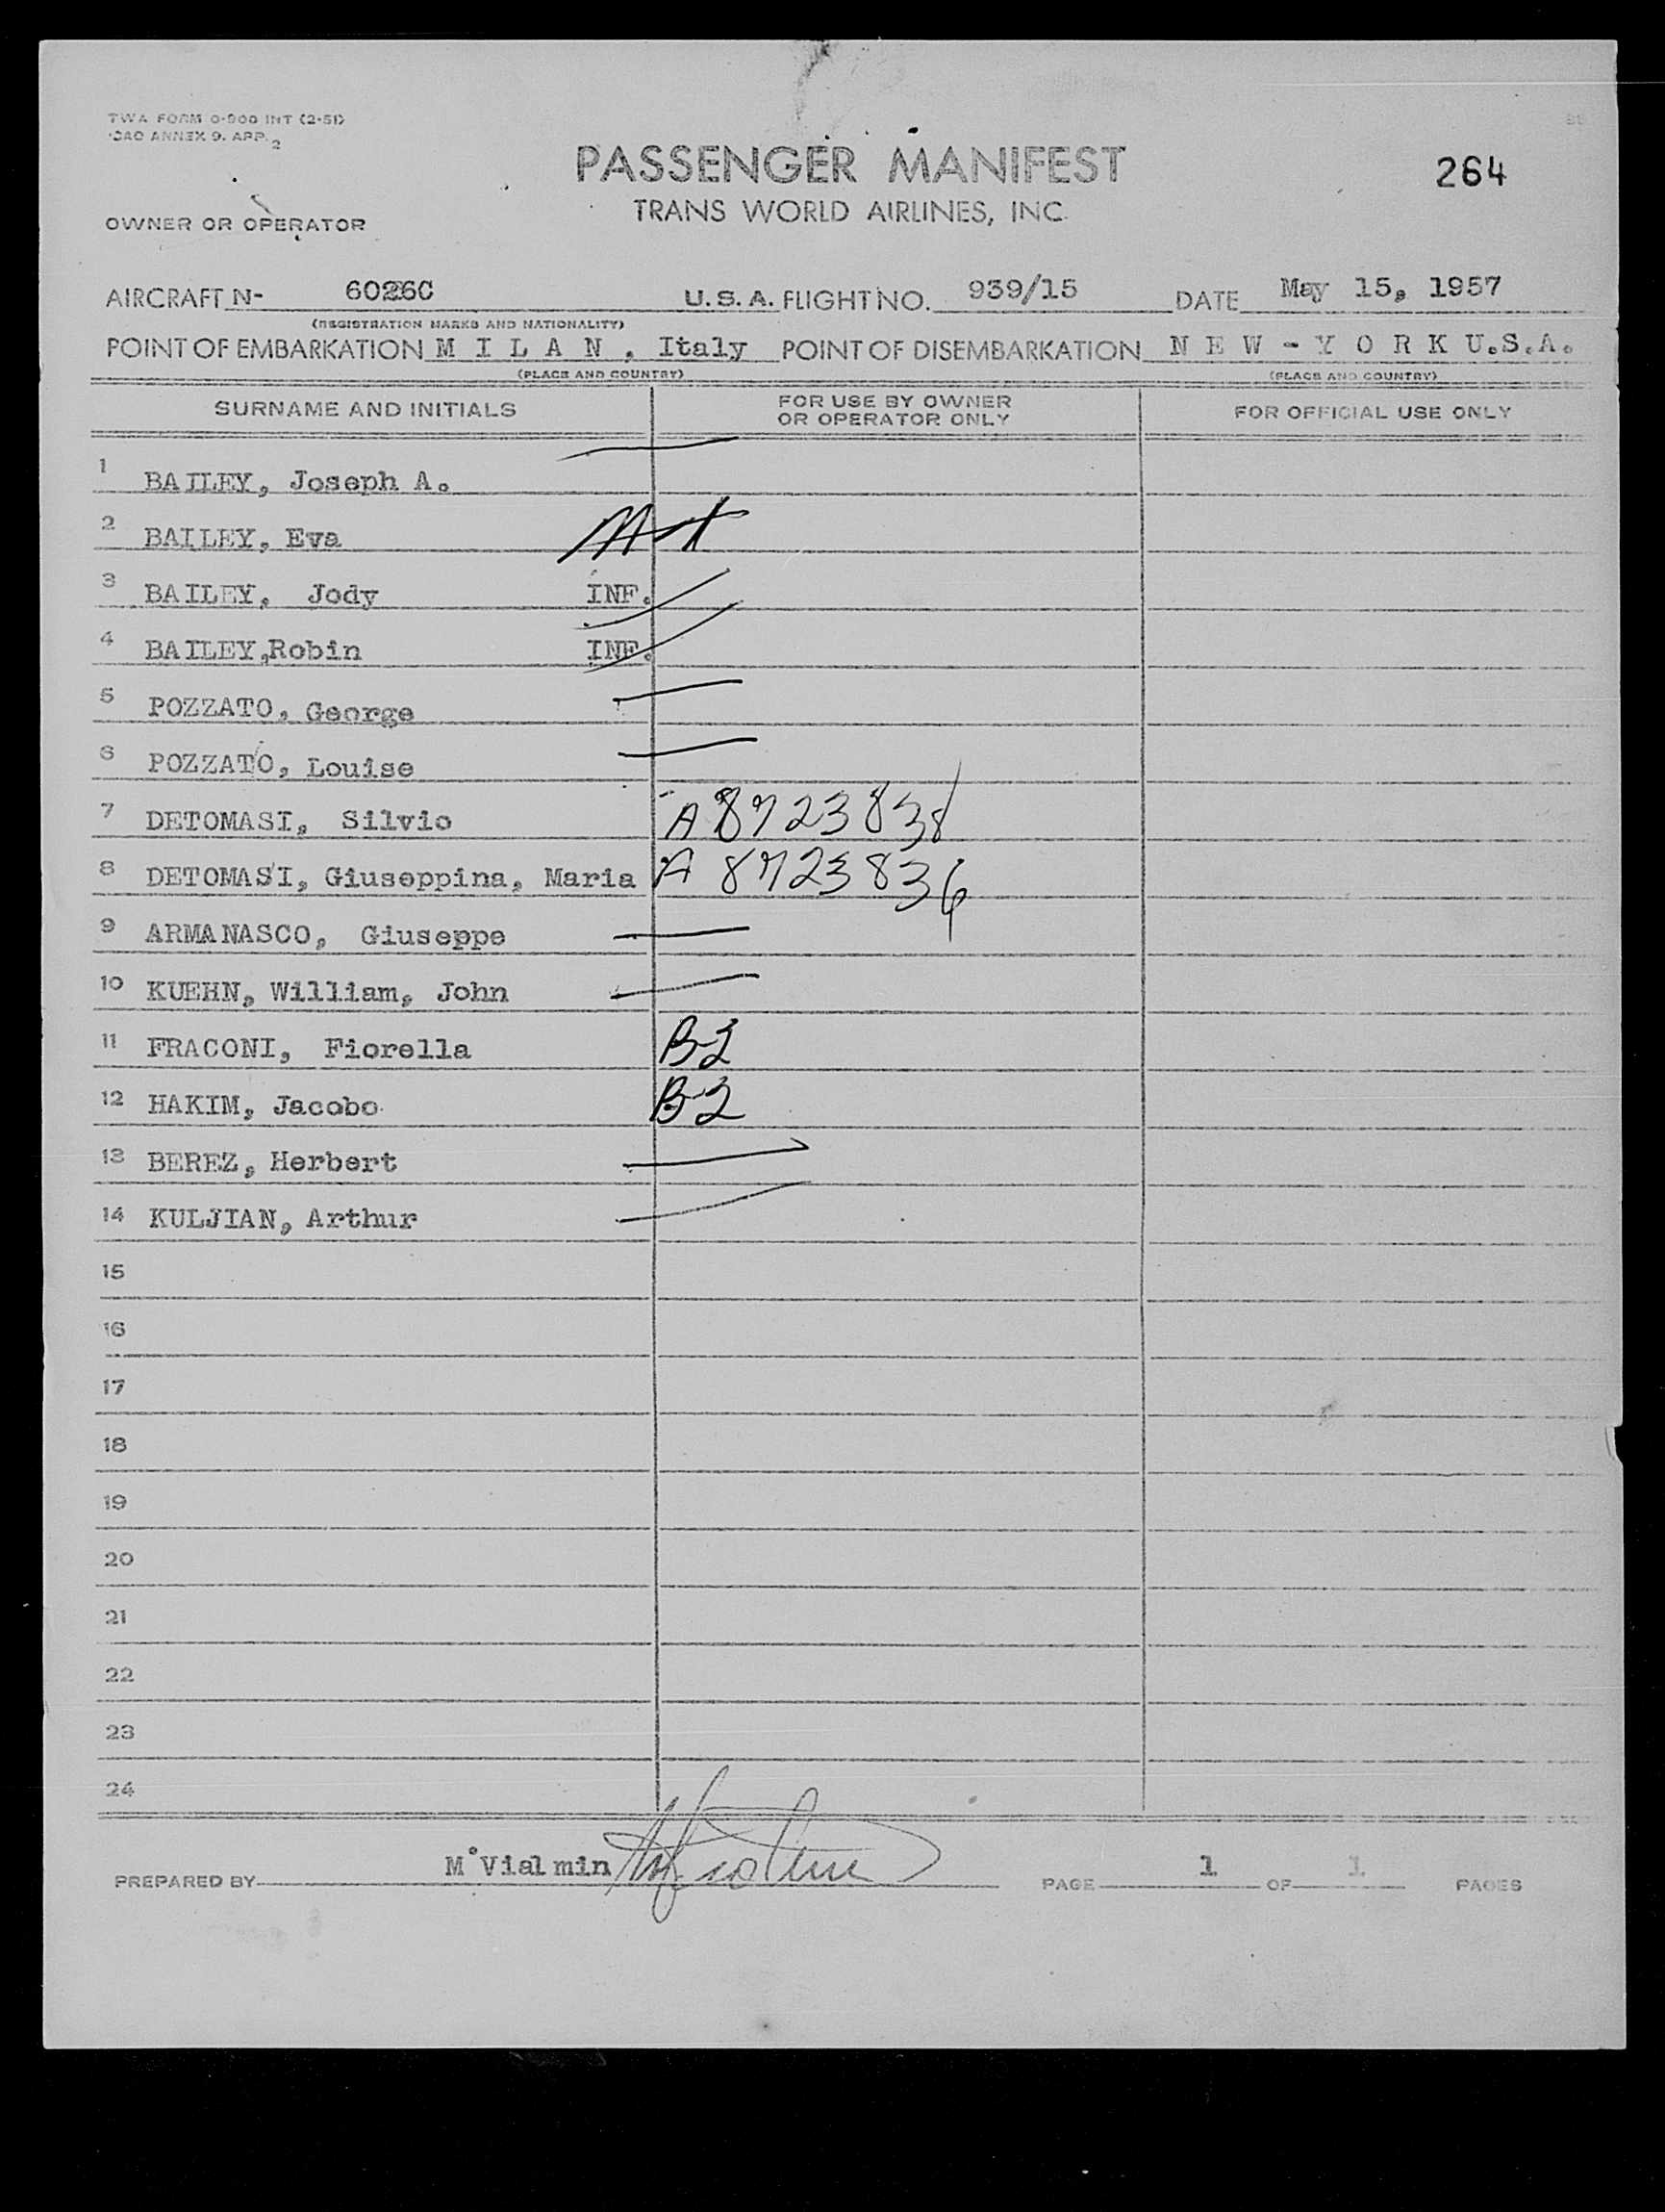 TWA FORM O-900 INT (2-51)
ICAO ANNEX 9. APP. 2
PASSENGER MANIFEST
264
TRANS WORLD AIRLINES, INC.
OWNER OR OPERATOR
AIRCRAFT N- 6026C U.S.A. FLIGHT NO. 939/15 DATE May 15, 1957
(REGISTRATION MARKS AND NATIONALITY)
POINT OF EMBARKATION M I L A N , Italy POINT OF DISEMBARKATION N E W - Y O R K U.S.A.
(PLACE AND COUNTRY) (PLACE AND COUNTRY)
SURNAME AND INITIALS FOR USE BY OWNER OR OPERATOR ONLY FOR OFFICIAL USE ONLY
1 BAILEY, Joseph A.
2 BAILEY, Eva
3 BAILEY, Jody INF.
4 BAILEY,Robin INF.
5 POZZATO, George
6 POZZATO, Louise
7 DETOMASI, Silvio A 8723838
8 DETOMASI, Giuseppina, Maria A 8723836
9 ARMANASCO, Giuseppe
10 KUEHN, William, John
11 FRACONI, Fiorella B-2
12 HAKIM, Jacobo B-2
13 BEREZ, Herbert
14 KULJIAN, Arthur
15
16
17
18
19
20
21
22
23
24
PREPARED BY M°Vialmin PAGE 1 OF 1 PAGES